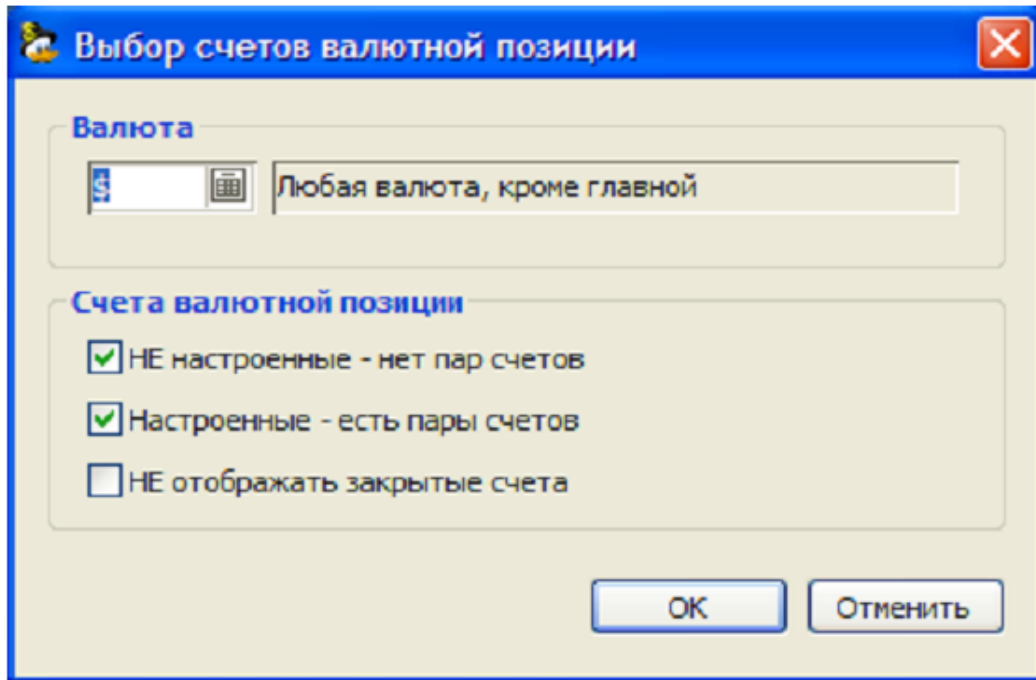 Выбор счетов валютной позиции
Валюта
$ Любая валюта, кроме главной
Счета валютной позиции
НЕ настроенные - нет пар счетов
Настроенные - есть пары счетов
НЕ отображать закрытые счета
ОК Отменить